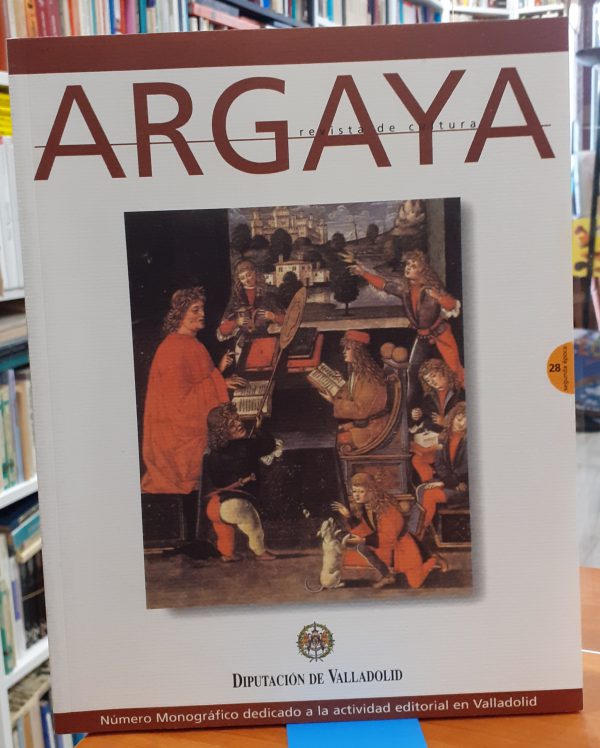 ARGAYA
revista de cultura
28
segunda época
DIPUTACIÓN DE VALLADOLID
Número Monográfico dedicado a la actividad editorial en Valladolid